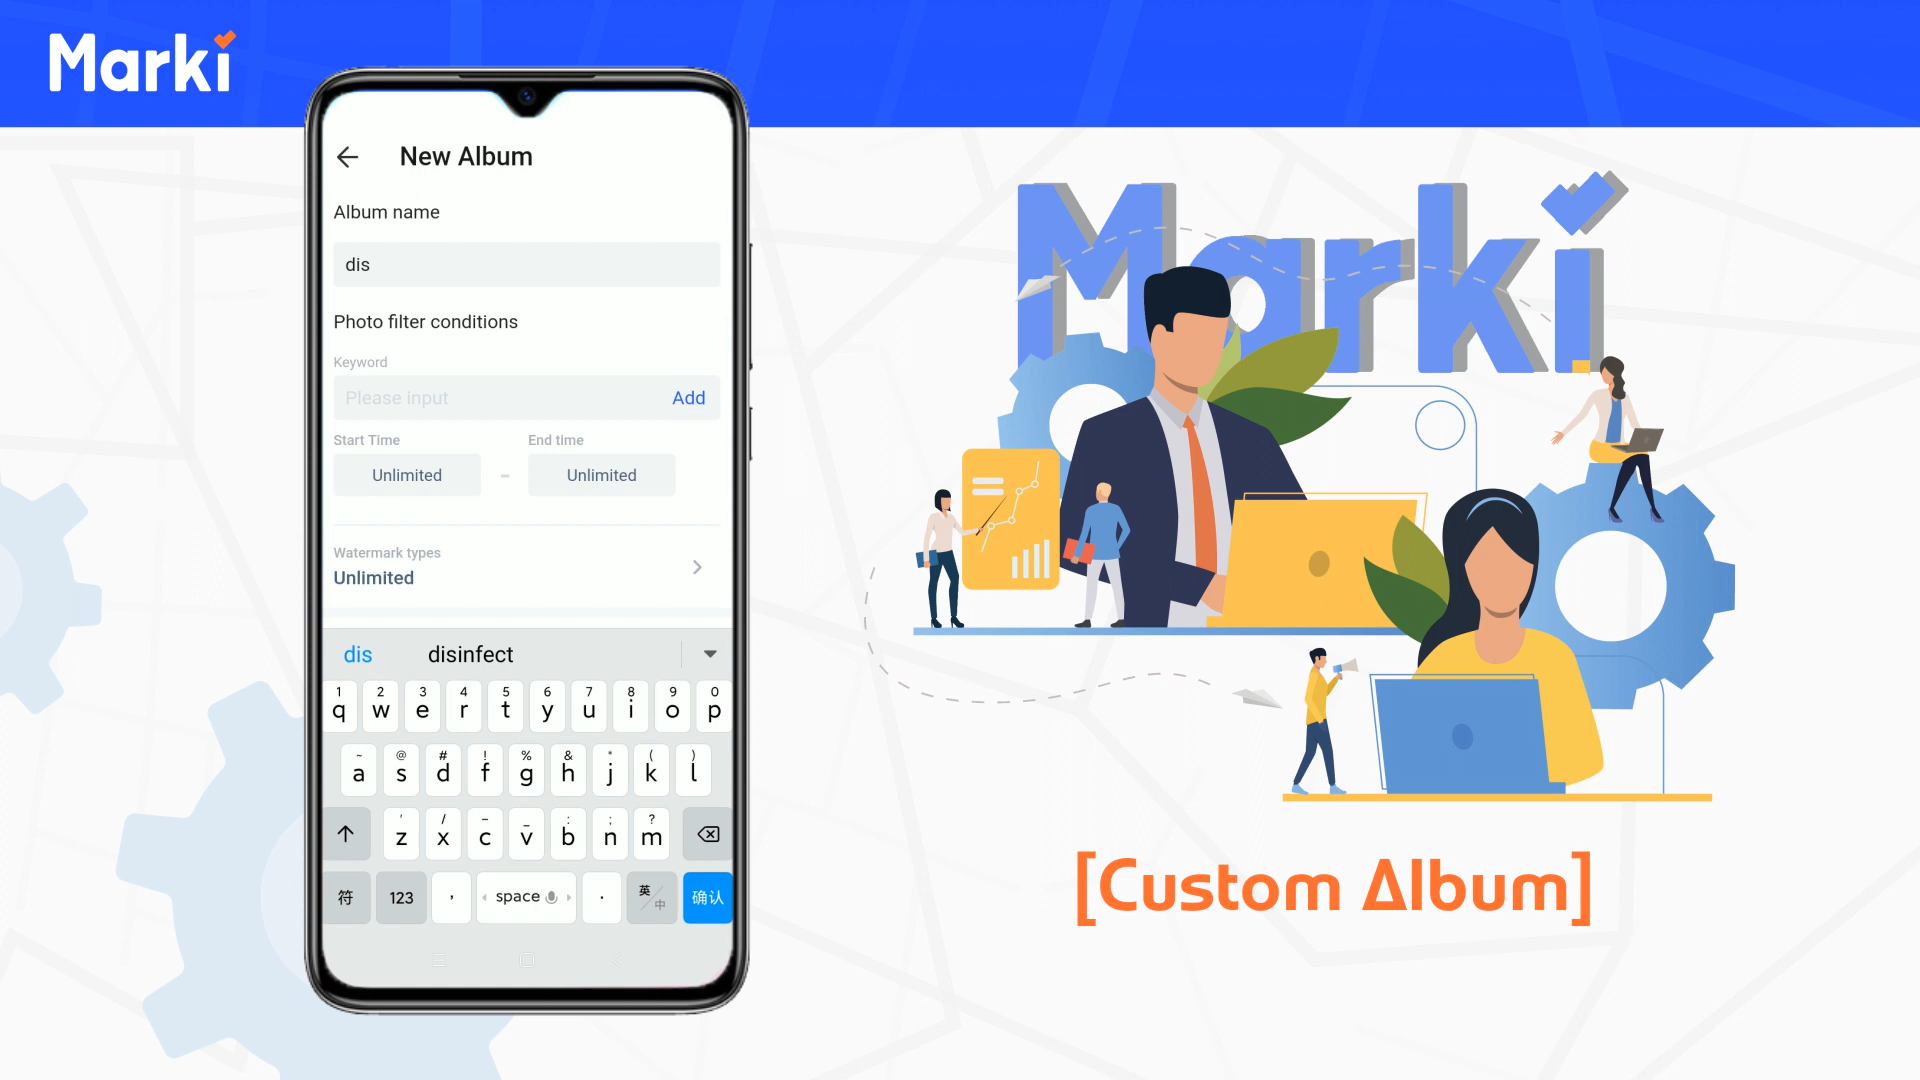 Marki
New Album
Album name
dis
Photo filter conditions
Keyword
Please input Add
Start Time End time
Unlimited - Unlimited
Watermark types
Unlimited
dis disinfect
1 2 3 4 5 6 7 8 9 0
q w e r t y u i o p
~ @ # ! % & * ( )
a s d f g h j k l
' / - _ : ; ?
z x c v b n m
符 123 , space . 英/中 确认
Marki
[Custom Album]